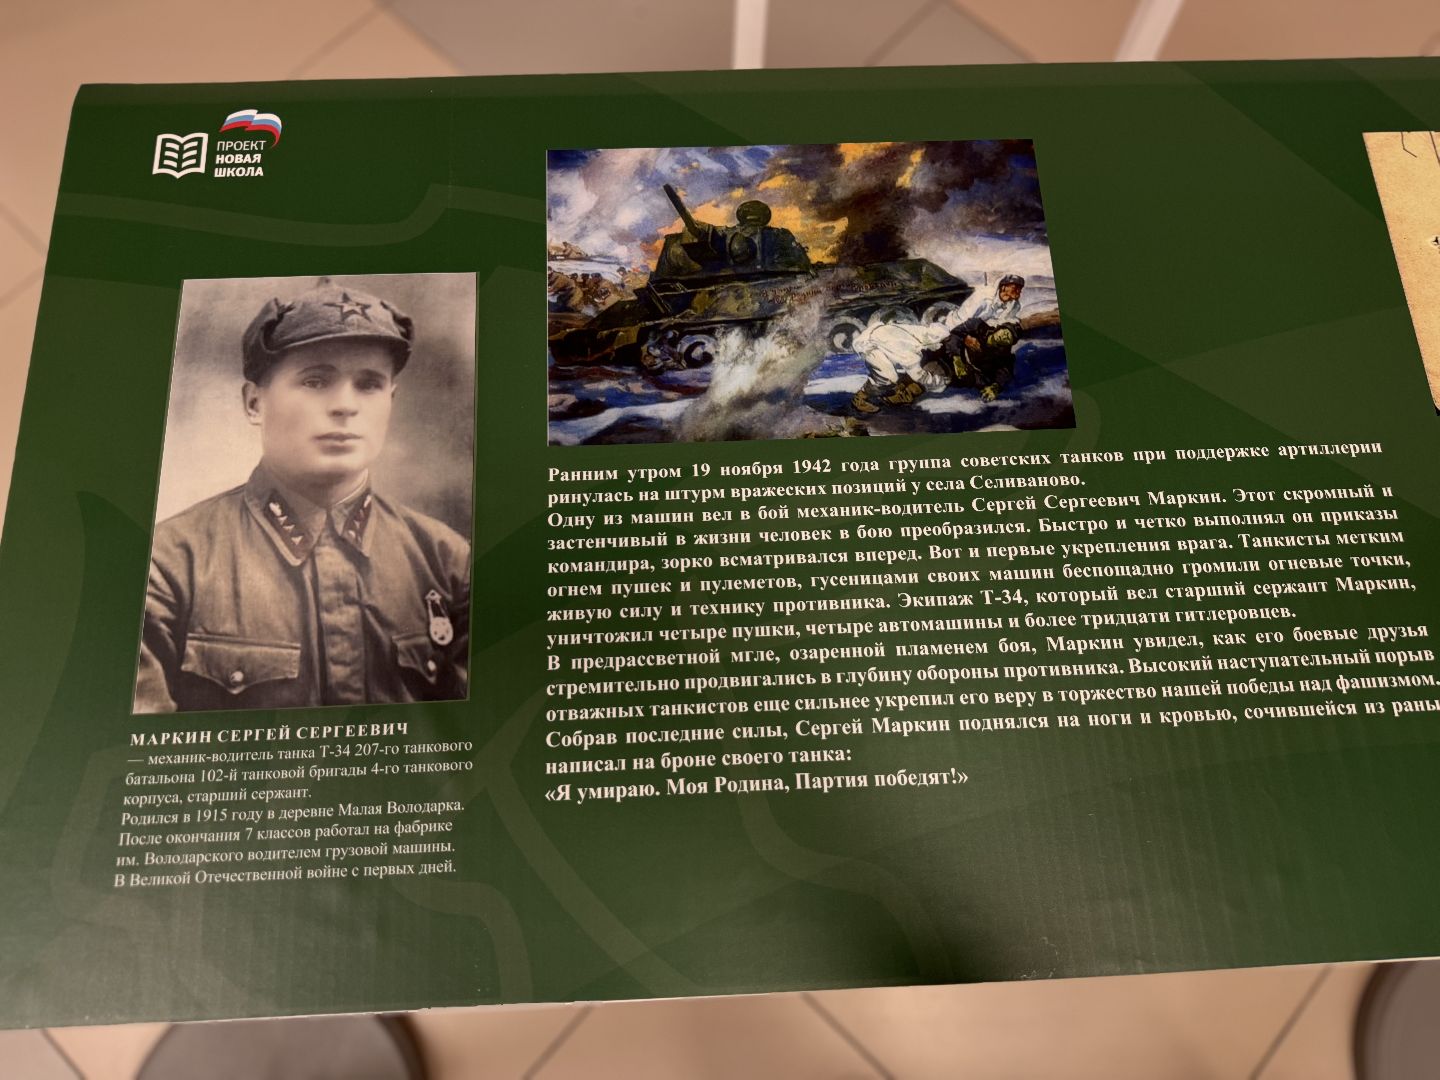 ПРОЕКТ
НОВАЯ
ШКОЛА
МАРКИН СЕРГЕЙ СЕРГЕЕВИЧ
— механик-водитель танка Т-34 207-го танкового
батальона 102-й танковой бригады 4-го танкового
корпуса, старший сержант.
Родился в 1915 году в деревне Малая Володарка.
После окончания 7 классов работал на фабрике
им. Володарского водителем грузовой машины.
В Великой Отечественной войне с первых дней.
Ранним утром 19 ноября 1942 года группа советских танков при поддержке артиллерии
ринулась на штурм вражеских позиций у села Селиваново.
Одну из машин вел в бой механик-водитель Сергей Сергеевич Маркин. Этот скромный и
застенчивый в жизни человек в бою преобразился. Быстро и четко выполнял он приказы
командира, зорко всматривался вперед. Вот и первые укрепления врага. Танкисты метким
огнем пушек и пулеметов, гусеницами своих машин беспощадно громили огневые точки,
живую силу и технику противника. Экипаж Т-34, который вел старший сержант Маркин,
уничтожил четыре пушки, четыре автомашины и более тридцати гитлеровцев.
В предрассветной мгле, озаренной пламенем боя, Маркин увидел, как его боевые друзья
стремительно продвигались в глубину обороны противника. Высокий наступательный порыв
отважных танкистов еще сильнее укрепил его веру в торжество нашей победы над фашизмом.
Собрав последние силы, Сергей Маркин поднялся на ноги и кровью, сочившейся из раны
написал на броне своего танка:
«Я умираю. Моя Родина, Партия победят!»